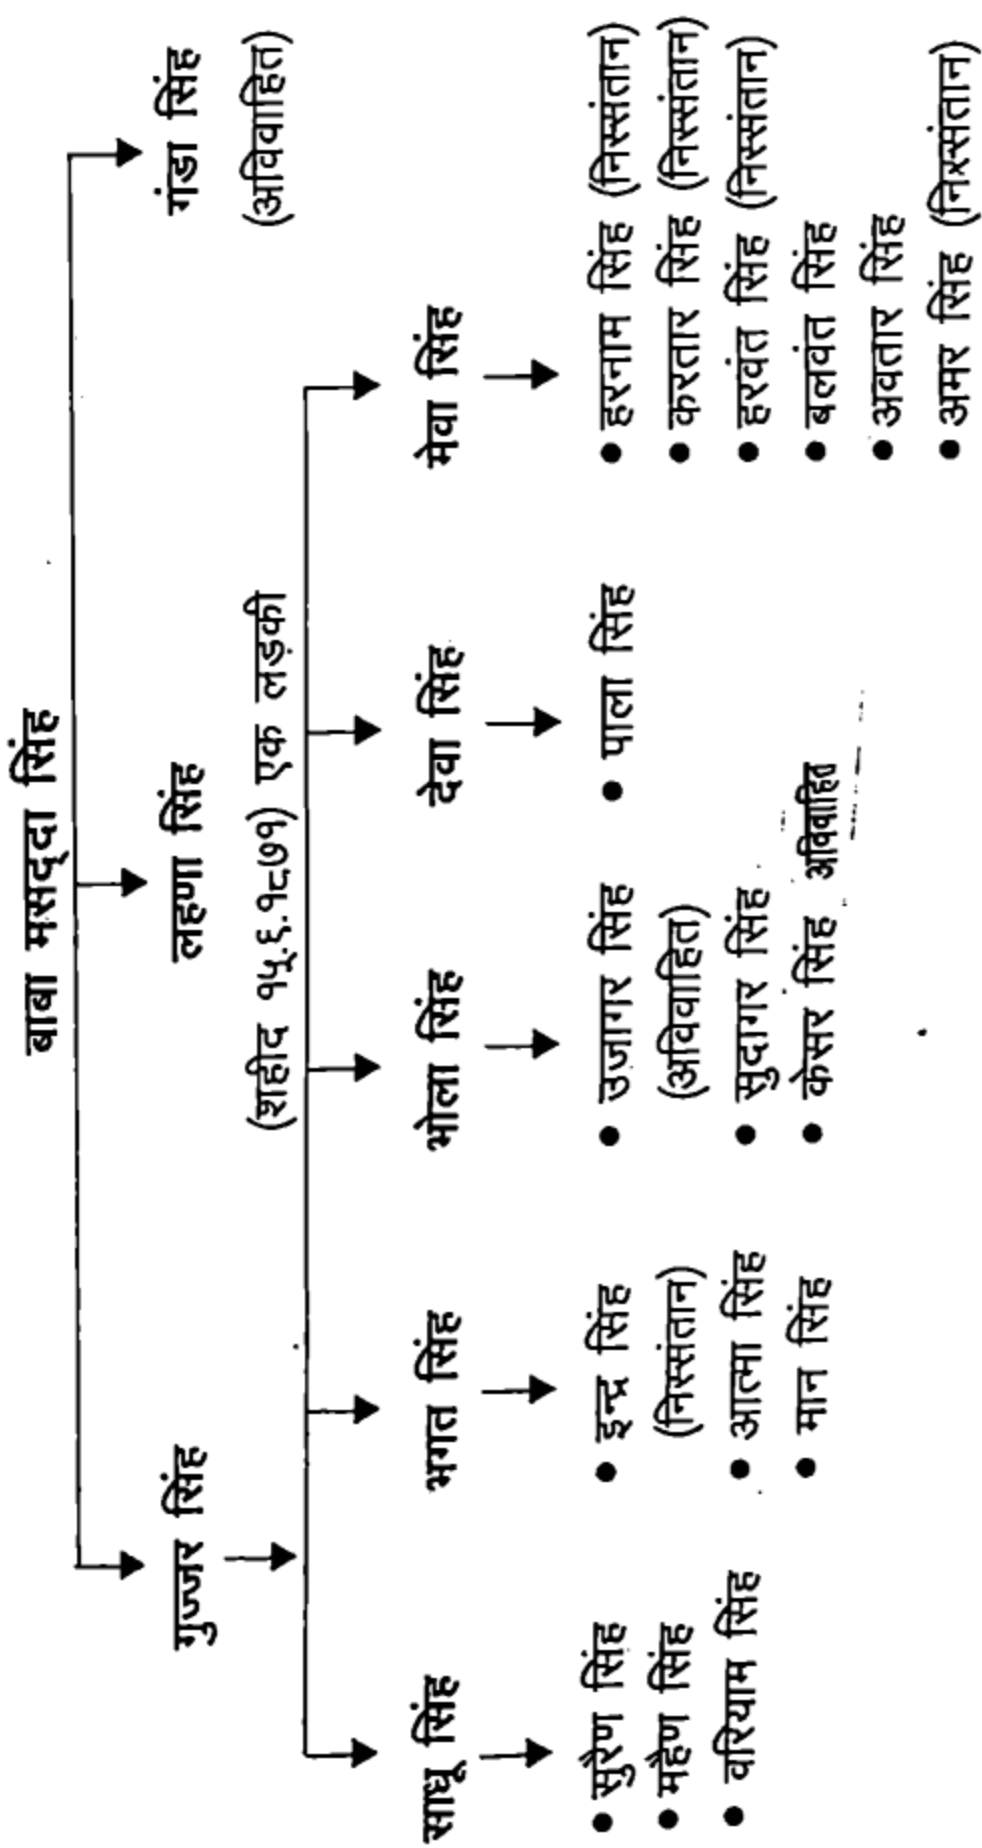 बाबा मसद्दा सिंह
गुज्जर सिंह
लहणा सिंह
(शहीद १५.६.१८७१) एक लड़की
गंडा सिंह
(अविवाहित)
साधू सिंह
• सुरैण सिंह
• महैण सिंह
• वरियाम सिंह
भगत सिंह
• इन्द्र सिंह
(निस्संतान)
• आत्मा सिंह
• मान सिंह
भोला सिंह
• उजागर सिंह
(अविवाहित)
• सुदागर सिंह
• केसर सिंह अविवाहित
देवा सिंह
• पाला सिंह
मेवा सिंह
• हरनाम सिंह (निस्संतान)
• करतार सिंह (निस्संतान)
• हरवंत सिंह (निस्संतान)
• बलवंत सिंह
• अवतार सिंह
• अमर सिंह (निस्संतान)